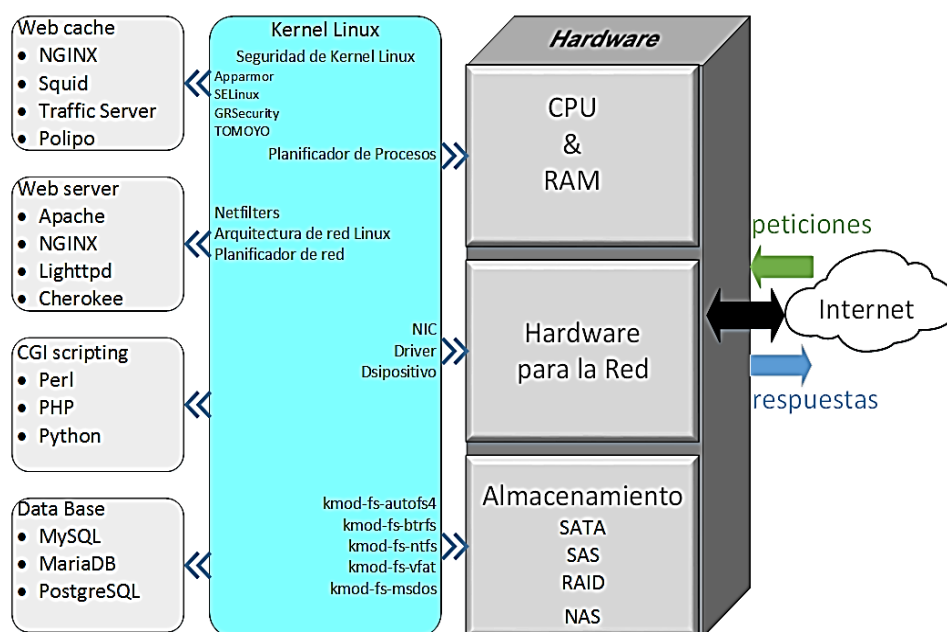 Web cache
• NGINX
• Squid
• Traffic Server
• Polipo
Web server
• Apache
• NGINX
• Lighttpd
• Cherokee
CGI scripting
• Perl
• PHP
• Python
Data Base
• MySQL
• MariaDB
• PostgreSQL
Kernel Linux
Seguridad de Kernel Linux
Apparmor
SELinux
GRSecurity
TOMOYO
Planificador de Procesos
Netfilters
Arquitectura de red Linux
Planificador de red
NIC
Driver
Dsipositivo
kmod-fs-autofs4
kmod-fs-btrfs
kmod-fs-ntfs
kmod-fs-vfat
kmod-fs-msdos
Hardware
CPU
&
RAM
Hardware
para la Red
Almacenamiento
SATA
SAS
RAID
NAS
peticiones
Internet
respuestas